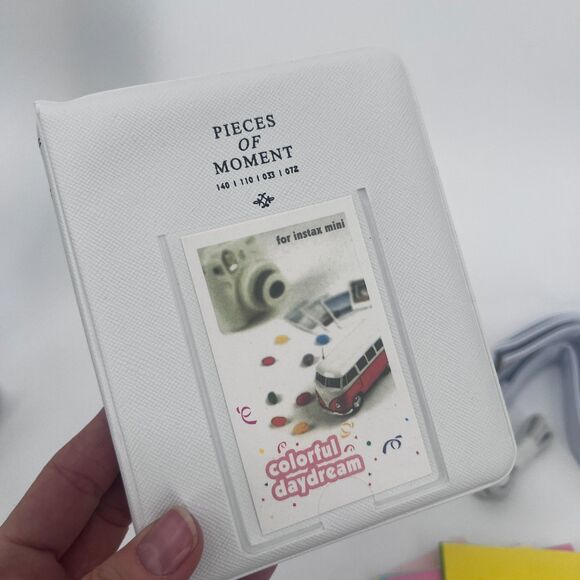 PIECES
OF
MOMENT
140 | 110 | 033 | 072
for instax mini
colorful
daydream